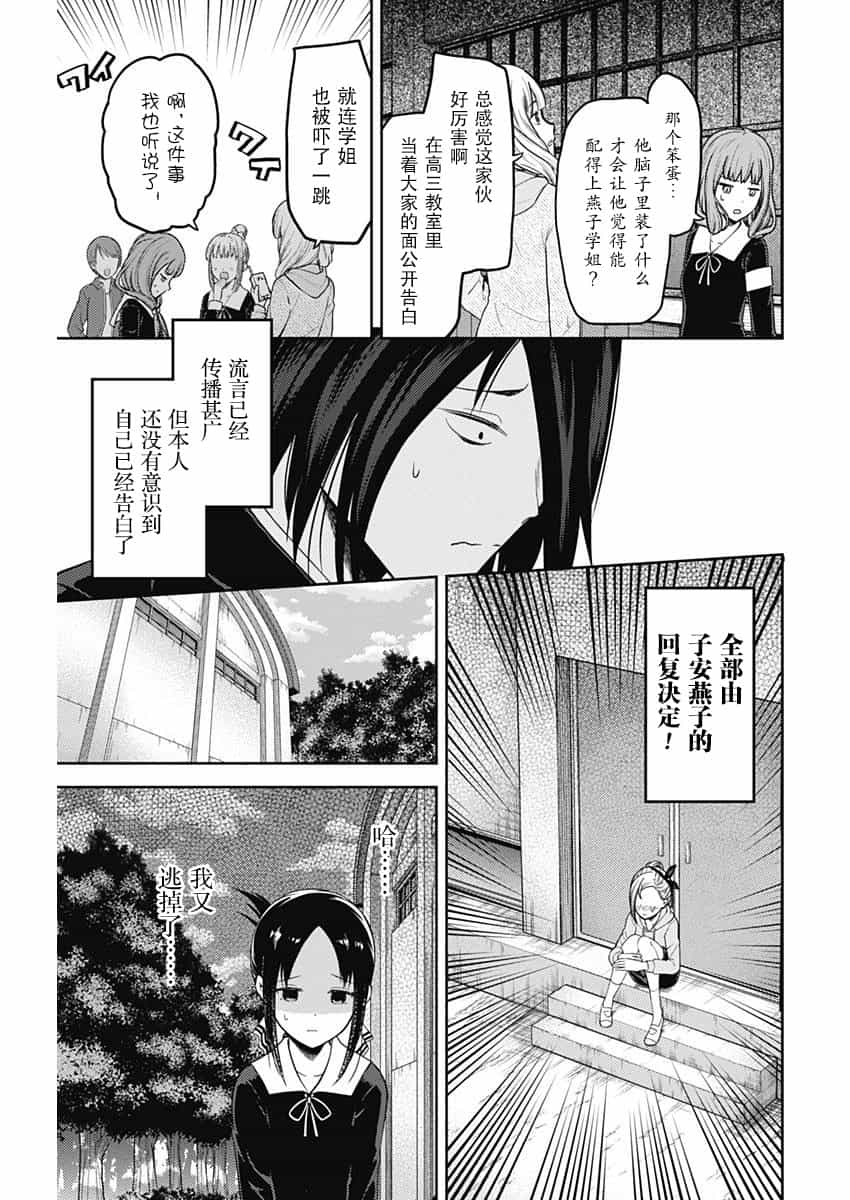 那个笨蛋…
他脑子里装了什么
才会让他觉得能
配得上燕子学姐？
总感觉这家伙
好厉害啊
在高三教室里
当着大家的面公开告白
就连学姐
也被吓了一跳
ワイ
ワイ
啊，这件事
我也听说了！
流言已经
传播甚广
但本人
还没有意识到
自己已经告白了
全部由
子安燕子的
回复决定！
哈……
我又
逃掉了……